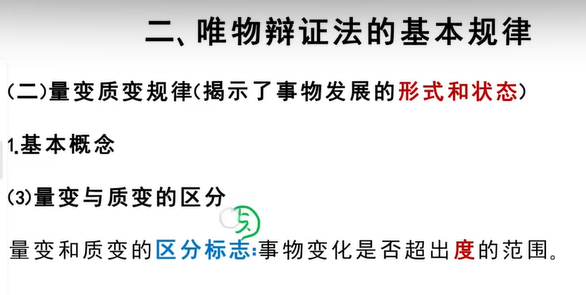 二、唯物辩证法的基本规律
(二)量变质变规律(揭示了事物发展的形式和状态)
1.基本概念
(3)量变与质变的区分
量变和质变的区分标志:事物变化是否超出度的范围。